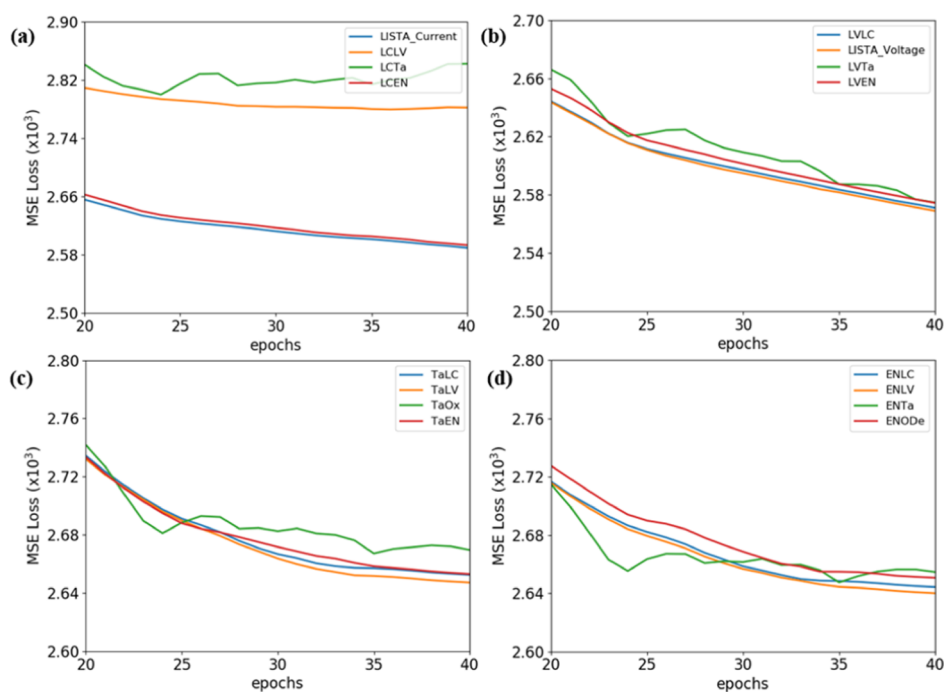 (a)
2.90
2.82
2.74
2.66
2.58
2.50
MSE Loss (x10³)
LISTA_Current
LCLV
LCTa
LCEN
20 25 30 35 40
epochs
(b)
2.70
2.66
2.62
2.58
2.54
2.50
MSE Loss (x10³)
LVLC
LISTA_Voltage
LVTa
LVEN
20 25 30 35 40
epochs
(c)
2.80
2.76
2.72
2.68
2.64
2.60
MSE Loss (x10³)
TaLC
TaLV
TaOx
TaEN
20 25 30 35 40
epochs
(d)
2.80
2.76
2.72
2.68
2.64
2.60
MSE Loss (x10³)
ENLC
ENLV
ENTa
ENODe
20 25 30 35 40
epochs